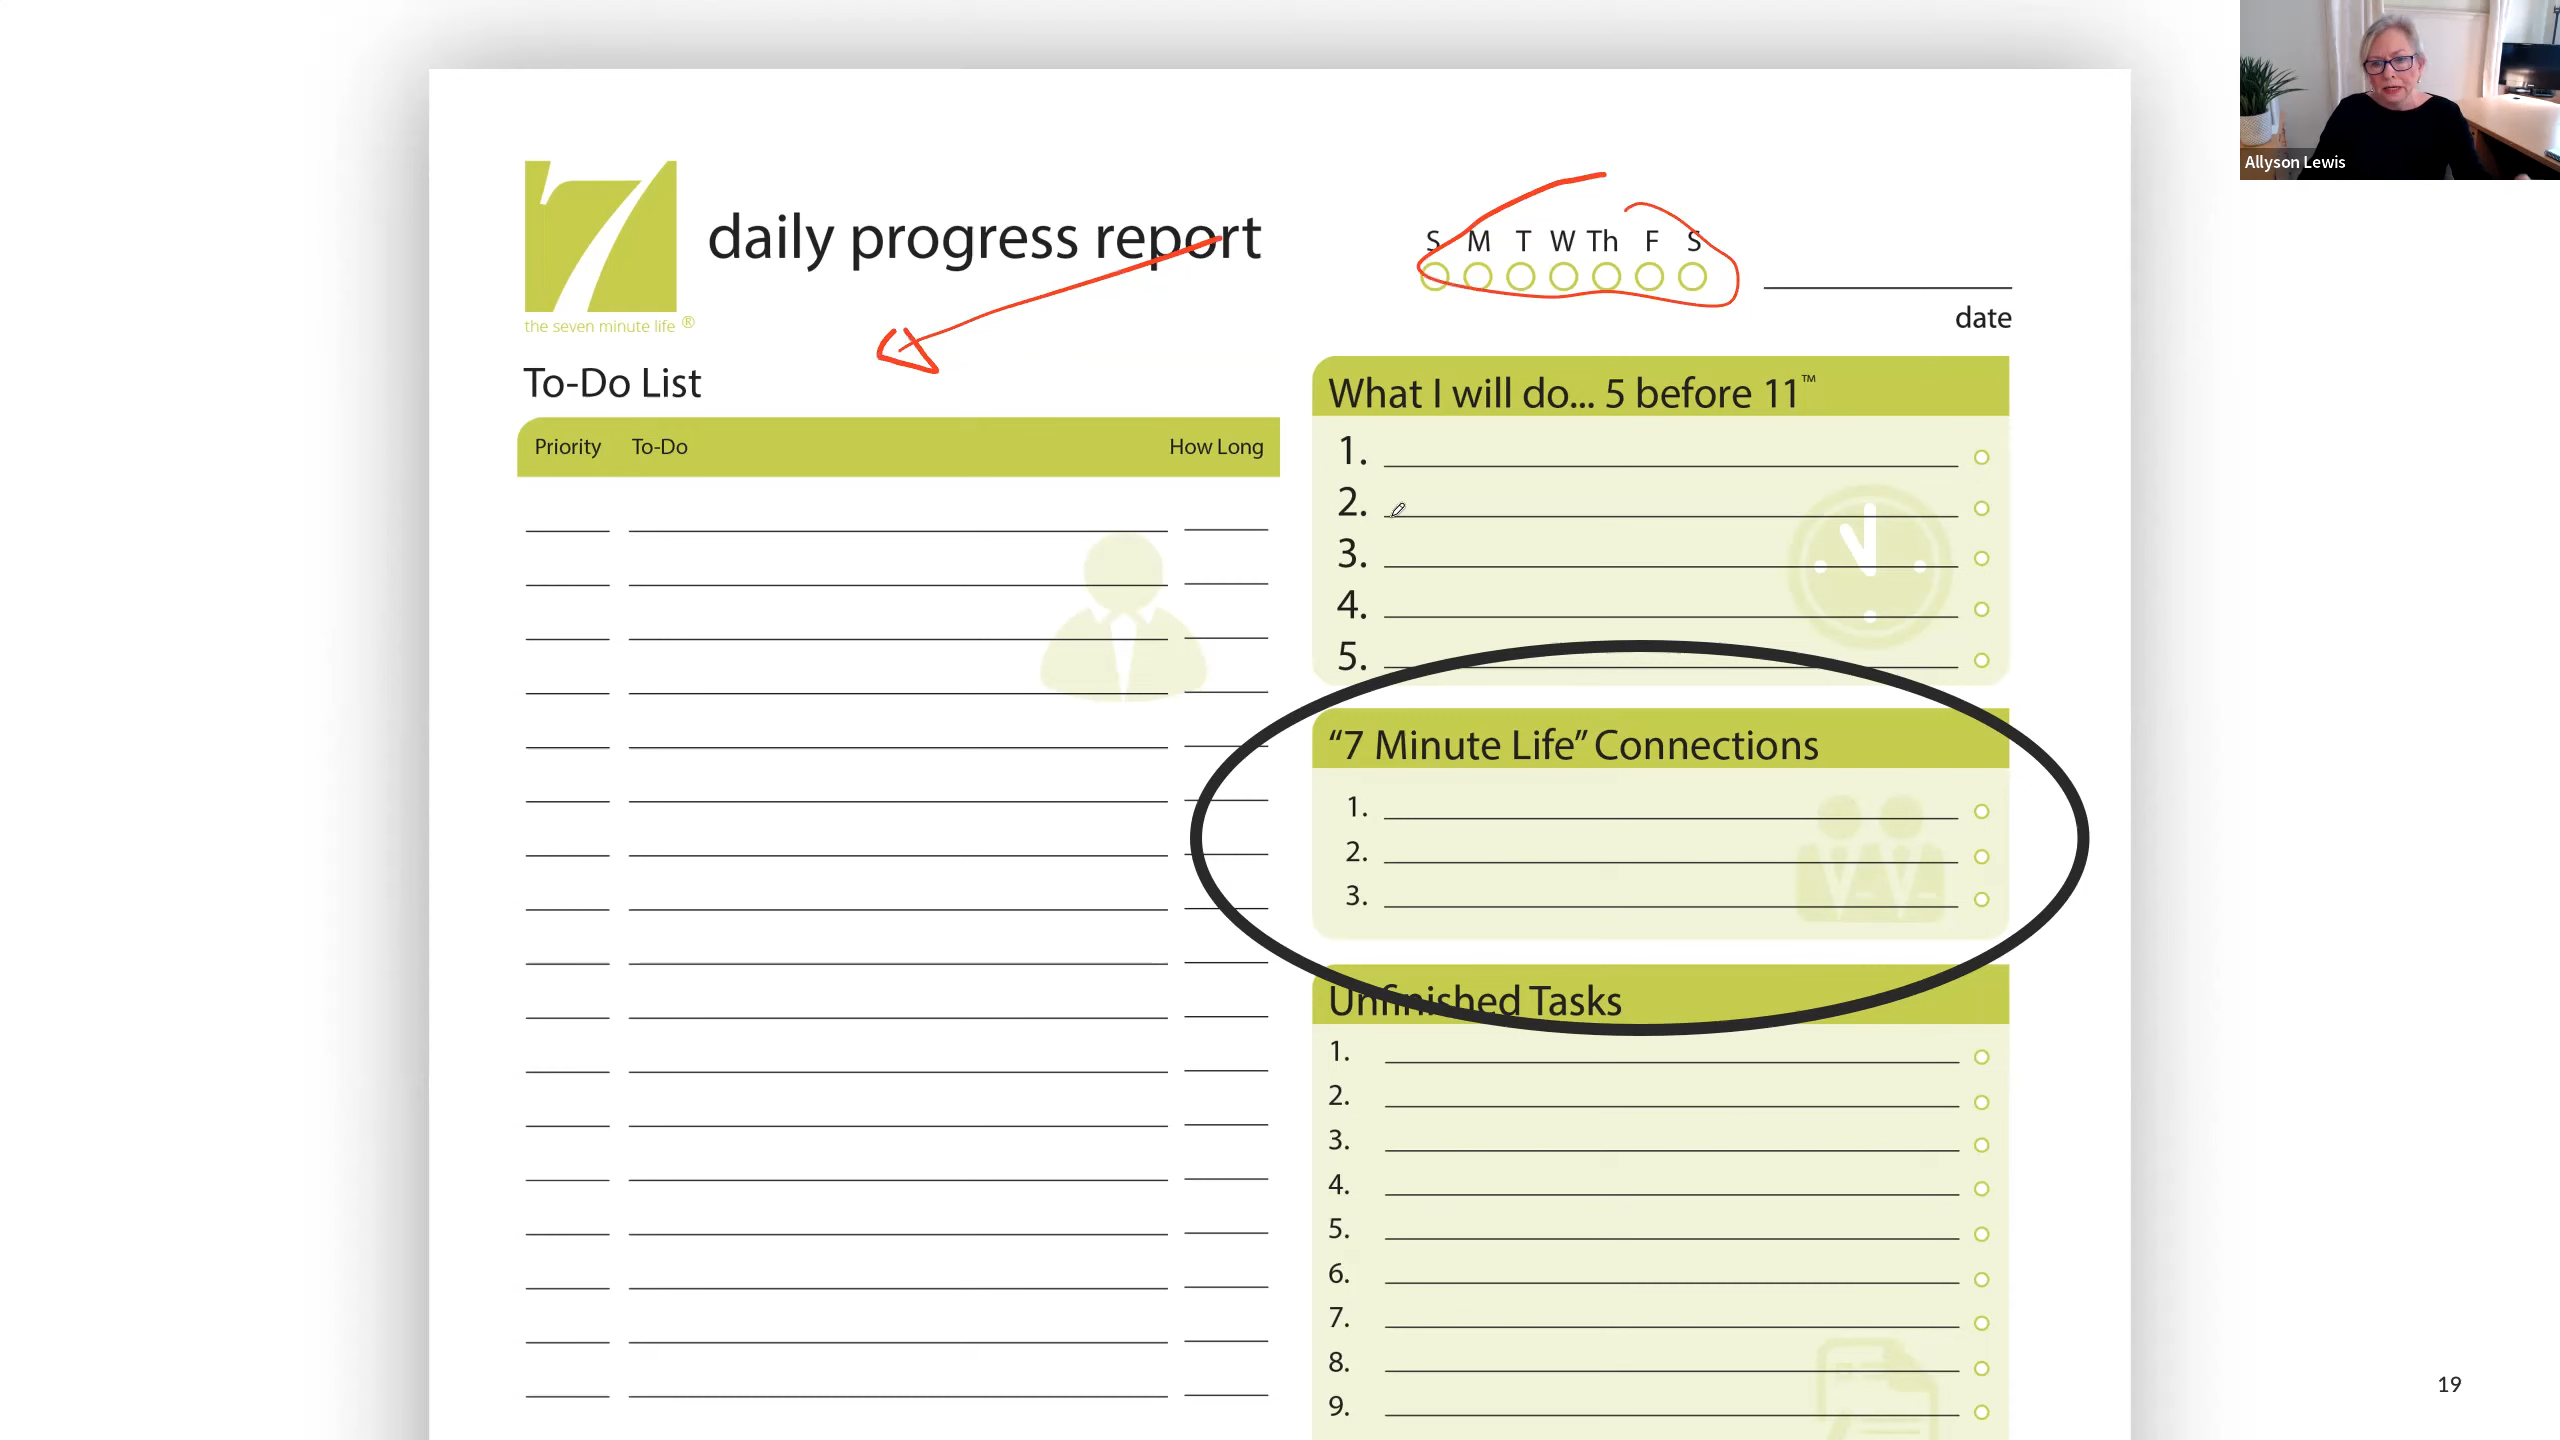 Allyson Lewis
7
daily progress report
the seven minute life ®
S M T W Th F S
date
To-Do List
Priority To-Do How Long
What I will do... 5 before 11™
1.
2.
3.
4.
5.
“7 Minute Life” Connections
1.
2.
3.
Unfinished Tasks
1.
2.
3.
4.
5.
6.
7.
8.
9.
19